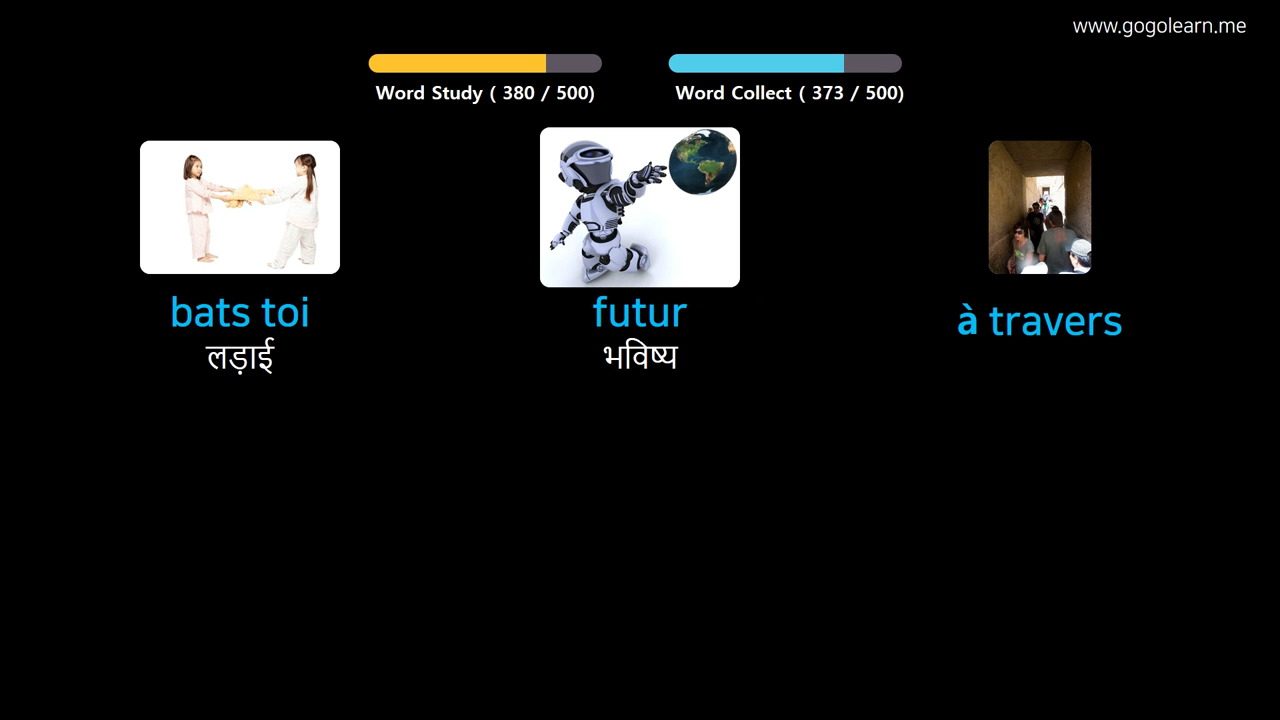 www.gogolearn.me
Word Study ( 380 / 500)
Word Collect ( 373 / 500)
bats toi
लड़ाई
futur
भविष्य
à travers